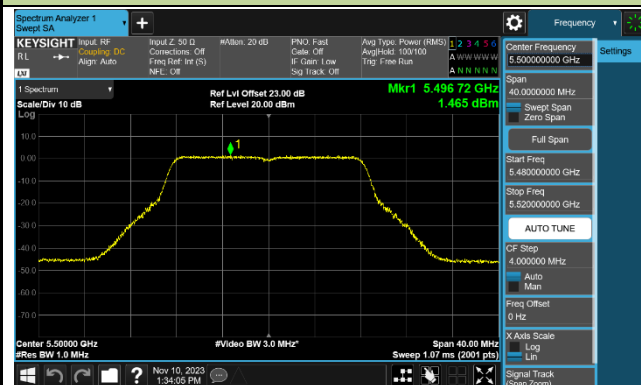 Spectrum Analyzer 1
Swept SA
Frequency
KEYSIGHT
RL
LXI
Input: RF
Coupling: DC
Align: Auto
Input Z: 50 Ω
Corrections: Off
Freq Ref: Int (S)
NFE: Off
#Atten: 20 dB
PNO: Fast
Gate: Off
IF Gain: Low
Sig Track: Off
Avg Type: Power (RMS)
Avg|Hold: 100/100
Trig: Free Run
1 2 3 4 5 6
A W W W W W
A N N N N N
Center Frequency
5.500000000 GHz
Settings
Span
40.0000000 MHz
Swept Span
Zero Span
Full Span
Start Freq
5.480000000 GHz
Stop Freq
5.520000000 GHz
AUTO TUNE
CF Step
4.000000 MHz
Auto
Man
Freq Offset
0 Hz
X Axis Scale
Log
Lin
Signal Track
(Span Zoom)
1 Spectrum
Scale/Div 10 dB
Log
Ref Lvl Offset 23.00 dB
Ref Level 20.00 dBm
Mkr1 5.496 72 GHz
1.465 dBm
1
10.0
0.00
-10.0
-20.0
-30.0
-40.0
-50.0
-60.0
-70.0
Center 5.50000 GHz
#Res BW 1.0 MHz
#Video BW 3.0 MHz*
Span 40.00 MHz
Sweep 1.07 ms (2001 pts)
?
Nov 10, 2023
1:34:05 PM